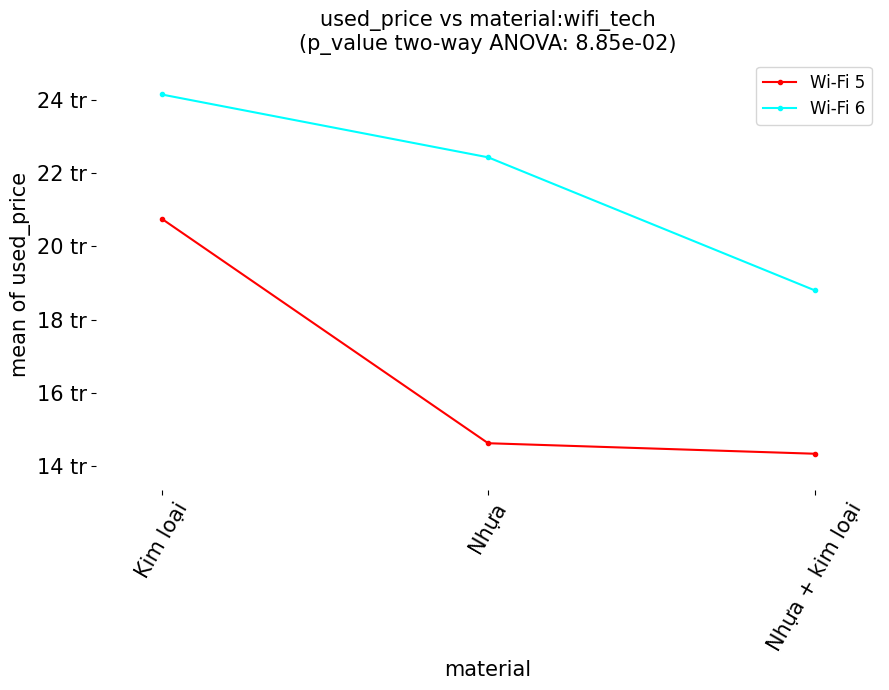 used_price vs material:wifi_tech
(p_value two-way ANOVA: 8.85e-02)
Wi-Fi 5
Wi-Fi 6
mean of used_price
24 tr
22 tr
20 tr
18 tr
16 tr
14 tr
Kim loại
Nhựa
Nhựa + kim loại
material